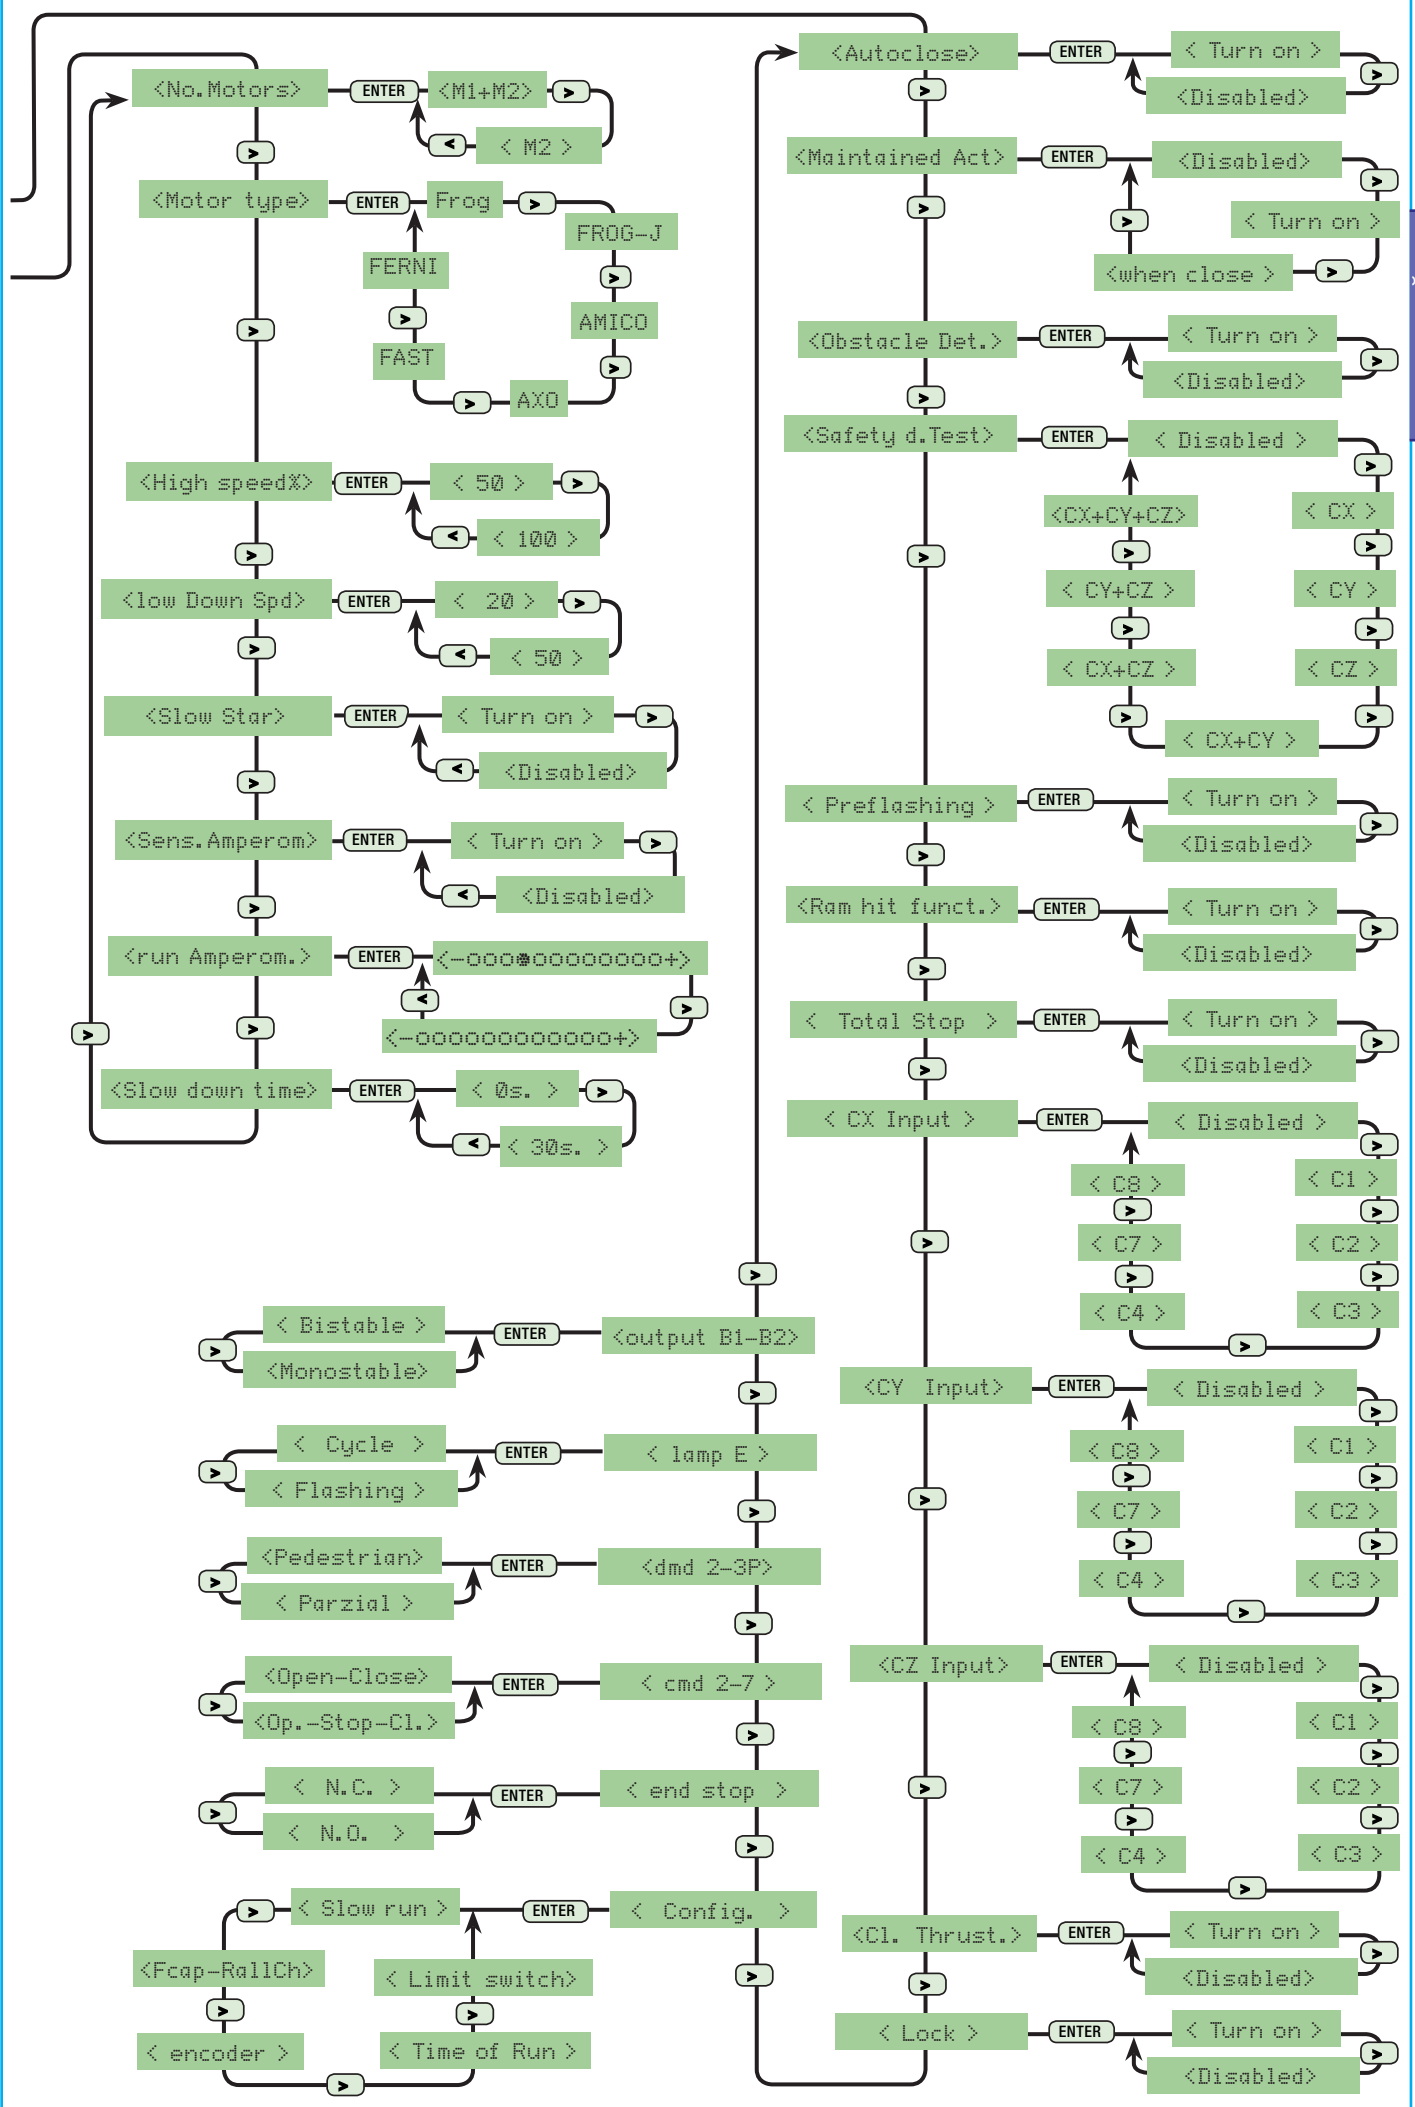 <No.Motors> ENTER <M1+M2> >
>
< < M2 >
<Motor type> ENTER Frog >
FROG-J
>
AMICO
>
AXO
>
FAST
>
FERNI
>
<High speed%> ENTER < 50 > >
< < 100 >
>
<low Down Spd> ENTER < 20 > >
< < 50 >
>
<Slow Star> ENTER < Turn on > >
< <Disabled>
>
<Sens.Amperom> ENTER < Turn on > >
< <Disabled>
>
<run Amperom.> ENTER <-ooo●ooooooooo+>
< >
<-oooooooooooo+>
> >
<Slow down time> ENTER < 0s. > >
< < 30s. >
>
< Bistable > ENTER <output B1-B2>
>
<Monostable>
>
< Cycle > ENTER < lamp E >
>
< Flashing >
>
<Pedestrian> ENTER <dmd 2-3P>
>
< Parzial >
>
<Open-Close> ENTER < cmd 2-7 >
>
<Op.-Stop-Cl.>
>
< N.C. > ENTER < end stop >
>
< N.O. >
>
> < Slow run > ENTER < Config. >
<Fcap-RallCh> < Limit switch>
>
> >
< encoder > < Time of Run >
>
<Autoclose> ENTER < Turn on >
>
<Disabled>
>
<Maintained Act> ENTER <Disabled>
>
< Turn on >
>
<when close > >
>
<Obstacle Det.> ENTER < Turn on >
>
<Disabled>
>
<Safety d.Test> ENTER < Disabled >
>
<CX+CY+CZ> < CX >
> >
>
< CY+CZ > < CY >
> >
< CX+CZ > < CZ >
> >
< CX+CY >
< Preflashing > ENTER < Turn on >
>
<Disabled>
>
<Ram hit funct.> ENTER < Turn on >
>
<Disabled>
>
< Total Stop > ENTER < Turn on >
>
<Disabled>
>
< CX Input > ENTER < Disabled >
>
< C8 > < C1 >
> >
< C7 > < C2 >
>
> >
< C4 > < C3 >
>
<CY Input> ENTER < Disabled >
>
< C8 > < C1 >
> >
< C7 > < C2 >
>
> >
< C4 > < C3 >
>
<CZ Input> ENTER < Disabled >
>
< C8 > < C1 >
> >
< C7 > < C2 >
>
> >
< C4 > < C3 >
>
<Cl. Thrust.> ENTER < Turn on >
>
<Disabled>
>
< Lock > ENTER < Turn on >
>
<Disabled>